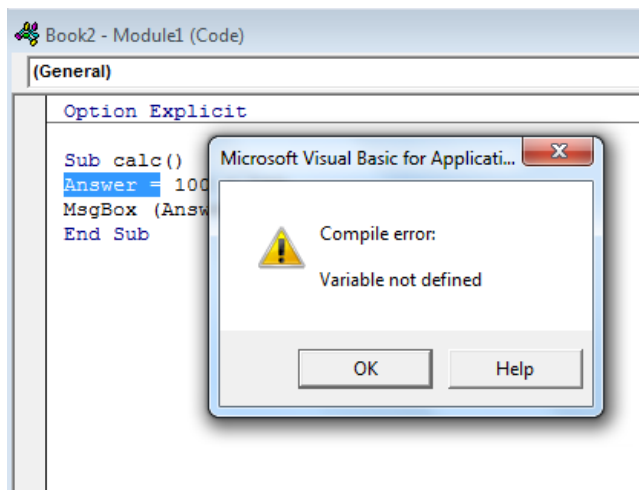 Book2 - Module1 (Code)
(General)
Option Explicit
Sub calc()
Answer = 100
MsgBox (Answ
End Sub
Microsoft Visual Basic for Applicati...
Compile error:
Variable not defined
OK
Help